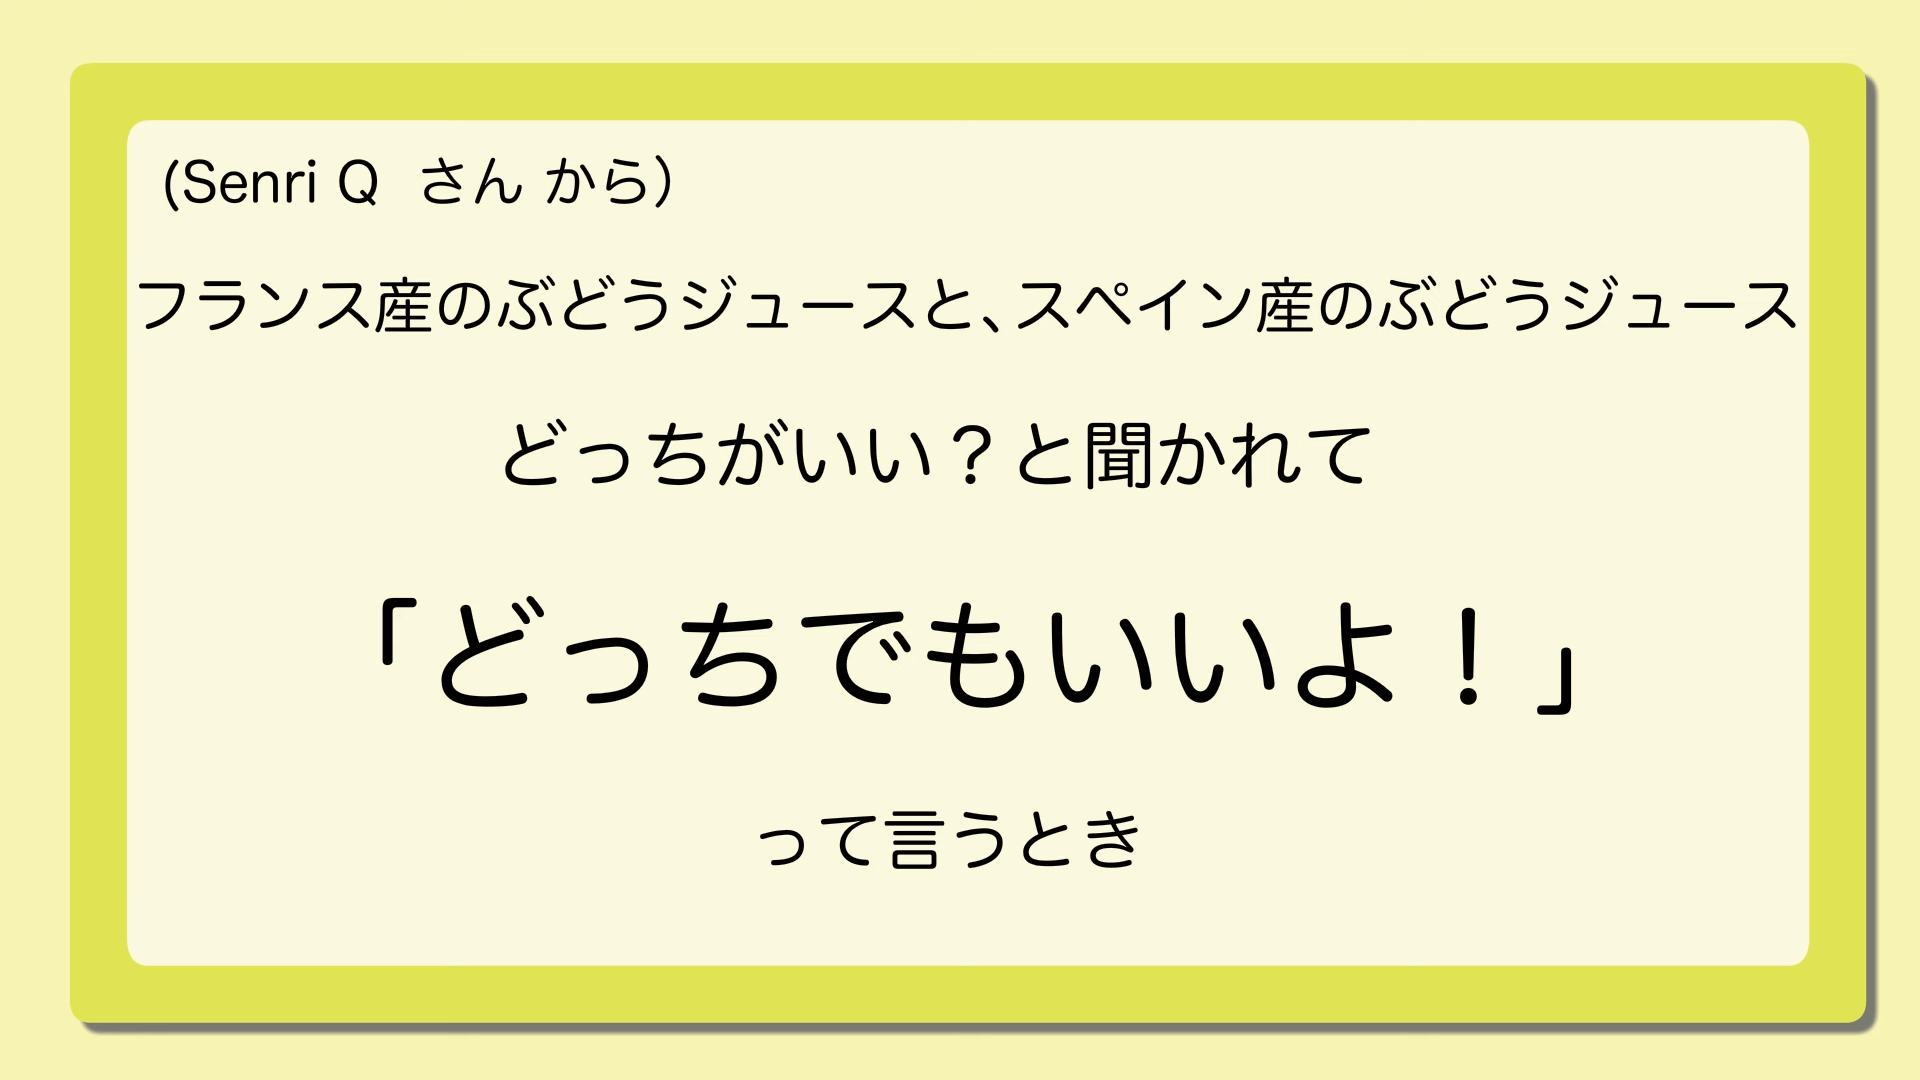 (Senri Q さん から）
フランス産のぶどうジュースと､スペイン産のぶどうジュース
どっちがいい？と聞かれて
｢どっちでもいいよ！｣
って言うとき